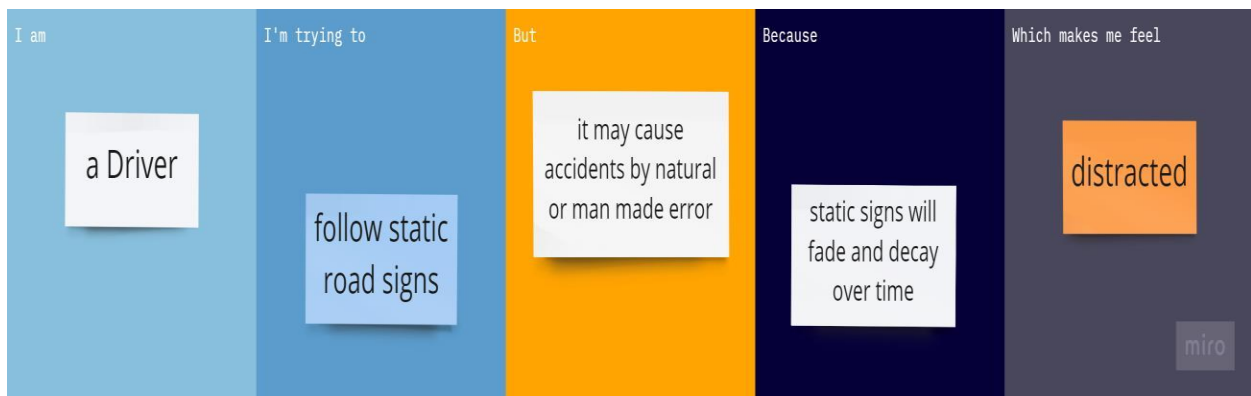 I am
a Driver
I'm trying to
follow static
road signs
But
it may cause
accidents by natural
or man made error
Because
static signs will
fade and decay
over time
Which makes me feel
distracted
miro